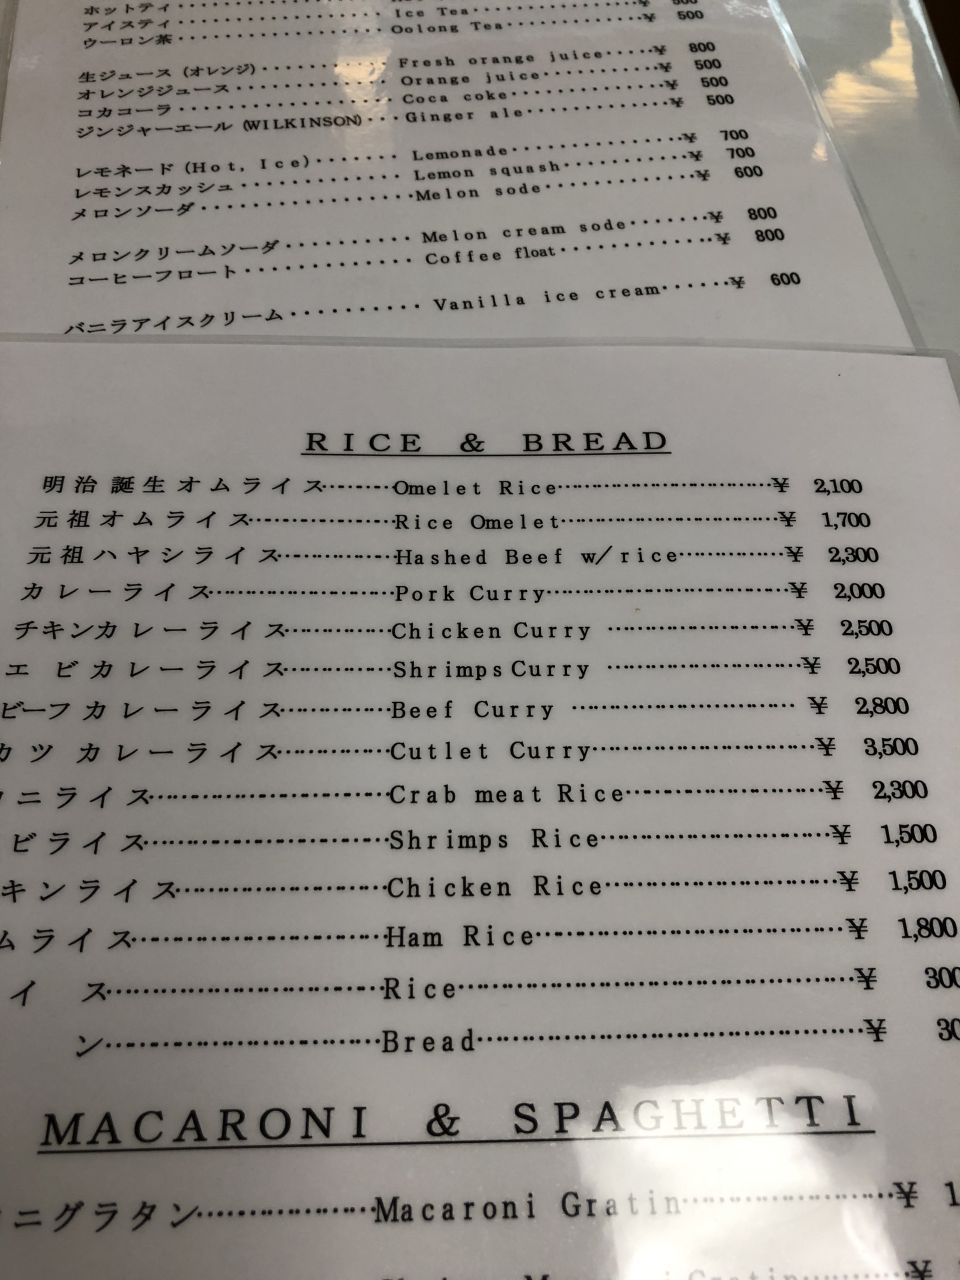 ホットティ・・・・・・・・・・・・・・・・・・ ¥ 500
アイスティ・・・・・・・・・・・・・・・・・・ Ice Tea・・・・・・・・・・・・・・¥ 500
ウーロン茶・・・・・・・・・・・・・・・・・・ Oolong Tea・・・・・・・・・・・・¥ 500
生ジュース (オレンジ)・・・・・・・・・・・ Fresh orange juice・・・・・¥ 800
オレンジジュース・・・・・・・・・・・・・ Orange juice・・・・・・・・・・¥ 500
コカコーラ・・・・・・・・・・・・・・・・・・ Coca coke・・・・・・・・・・・・・¥ 500
ジンジャーエール (WILKINSON)・・・Ginger ale・・・・・・・・・・・・¥ 500
レモネード (Hot, Ice)・・・・・・・ Lemonade・・・・・・・・・・・・・・¥ 700
レモンスカッシュ・・・・・・・・・・・・・ Lemon squash・・・・・・・・・・¥ 700
メロンソーダ・・・・・・・・・・・・・・・・・Melon sode・・・・・・・・・・・・¥ 600
メロンクリームソーダ・・・・・・・・・・ Melon cream sode・・・・・・・¥ 800
コーヒーフロート・・・・・・・・・・・・・ Coffee float・・・・・・・・・・・・¥ 800
バニラアイスクリーム・・・・・・・・・・ Vanilla ice cream・・・・・・¥ 600
RICE & BREAD
明治誕生オムライス・・・・・・・・Omelet Rice・・・・・・・・・・・・・・・・・・¥ 2,100
元祖オムライス・・・・・・・・・・・・Rice Omelet・・・・・・・・・・・・・・・・・・¥ 1,700
元祖ハヤシライス・・・・・・・・・・Hashed Beef w/rice・・・・・・・・・¥ 2,300
カレーライス・・・・・・・・・・・・・・Pork Curry・・・・・・・・・・・・・・・・・・・・¥ 2,000
チキンカレーライス・・・・・・・・・Chicken Curry ・・・・・・・・・・・・・・・・¥ 2,500
エビカレーライス・・・・・・・・・・Shrimps Curry ・・・・・・・・・・・・・・・・¥ 2,500
ビーフカレーライス・・・・・・・・・Beef Curry ・・・・・・・・・・・・・・・・・・・ ¥ 2,800
カツカレーライス・・・・・・・・・・Cutlet Curry・・・・・・・・・・・・・・・・・・¥ 3,500
ニライス・・・・・・・・・・・・・・・・・・Crab meat Rice・・・・・・・・・・・・・・・¥ 2,300
ビライス・・・・・・・・・・・・・・・・・・Shrimps Rice・・・・・・・・・・・・・・・・・・¥ 1,500
キンライス・・・・・・・・・・・・・・・・Chicken Rice・・・・・・・・・・・・・・・・・・¥ 1,500
ムライス・・・・・・・・・・・・・・・・・・Ham Rice・・・・・・・・・・・・・・・・・・・・・・¥ 1,800
イス・・・・・・・・・・・・・・・・・・・・・・Rice・・・・・・・・・・・・・・・・・・・・・・・・・・・・¥ 300
ン・・・・・・・・・・・・・・・・・・・・・・・・Bread・・・・・・・・・・・・・・・・・・・・・・・・・・¥ 30
MACARONI & SPAGHETTI
ニグラタン・・・・・・・・・・・・・・・・Macaroni Gratin・・・・・・・・・・・・・・¥ 1
Macaroni Gratin・・・・・・・・¥